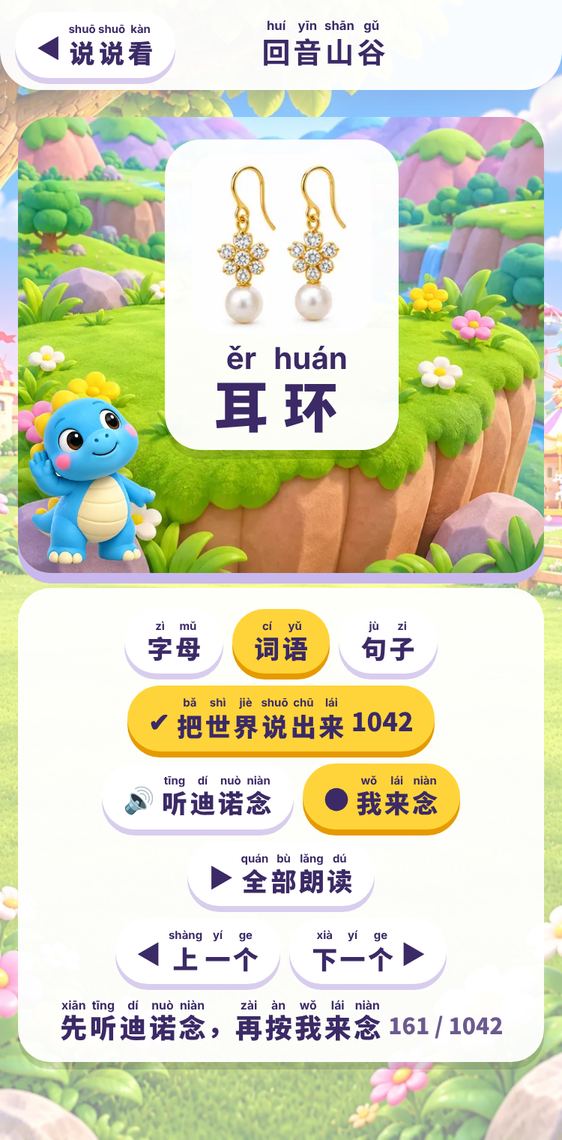 shuō shuō kàn
◀ 说说看
huí yīn shān gǔ
回音山谷
ěr huán
耳环
zì mǔ
字母
cí yǔ
词语
jù zi
句子
bǎ shì jiè shuō chū lái
✔ 把世界说出来 1042
tīng dí nuò niàn
🔊 听迪诺念
wǒ lái niàn
● 我来念
quán bù lǎng dú
▶ 全部朗读
shàng yí ge
◀ 上一个
xià yí ge
下一个 ▶
xiān tīng dí nuò niàn zài àn wǒ lái niàn
先听迪诺念，再按我来念 161 / 1042